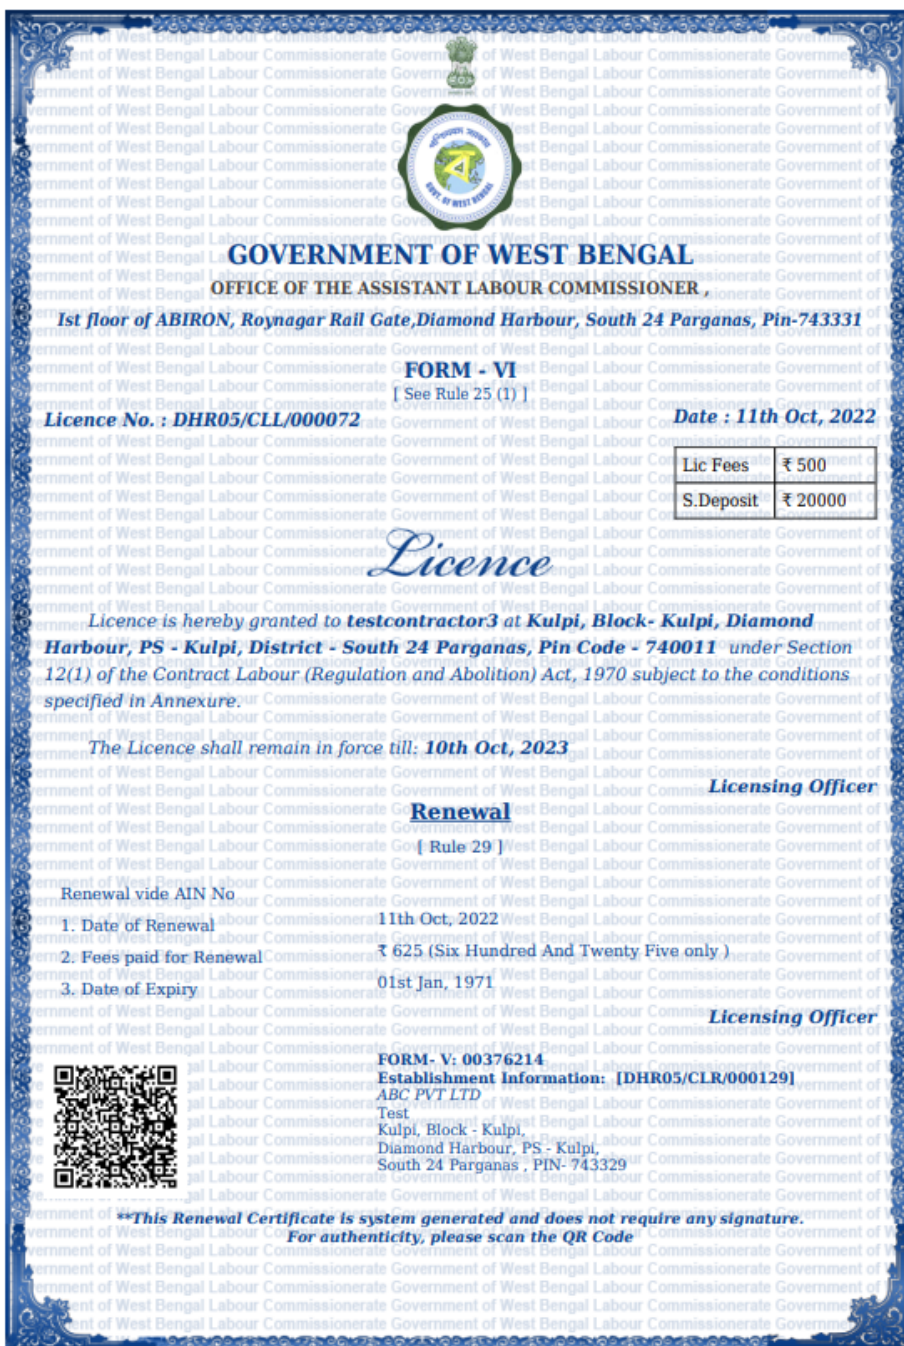 GOVERNMENT OF WEST BENGAL
OFFICE OF THE ASSISTANT LABOUR COMMISSIONER ,
Ist floor of ABIRON, Roynagar Rail Gate,Diamond Harbour, South 24 Parganas, Pin-743331
FORM - VI
[ See Rule 25 (1) ]
Licence No. : DHR05/CLL/000072
Date : 11th Oct, 2022
Lic Fees ₹ 500
S.Deposit ₹ 20000
Licence
Licence is hereby granted to testcontractor3 at Kulpi, Block- Kulpi, Diamond
Harbour, PS - Kulpi, District - South 24 Parganas, Pin Code - 740011 under Section
12(1) of the Contract Labour (Regulation and Abolition) Act, 1970 subject to the conditions
specified in Annexure.
The Licence shall remain in force till: 10th Oct, 2023
Licensing Officer
Renewal
[ Rule 29 ]
Renewal vide AIN No
1. Date of Renewal 11th Oct, 2022
2. Fees paid for Renewal ₹ 625 (Six Hundred And Twenty Five only )
3. Date of Expiry 01st Jan, 1971
Licensing Officer
FORM- V: 00376214
Establishment Information: [DHR05/CLR/000129]
ABC PVT LTD
Test
Kulpi, Block - Kulpi,
Diamond Harbour, PS - Kulpi,
South 24 Parganas , PIN- 743329
**This Renewal Certificate is system generated and does not require any signature.
For authenticity, please scan the QR Code